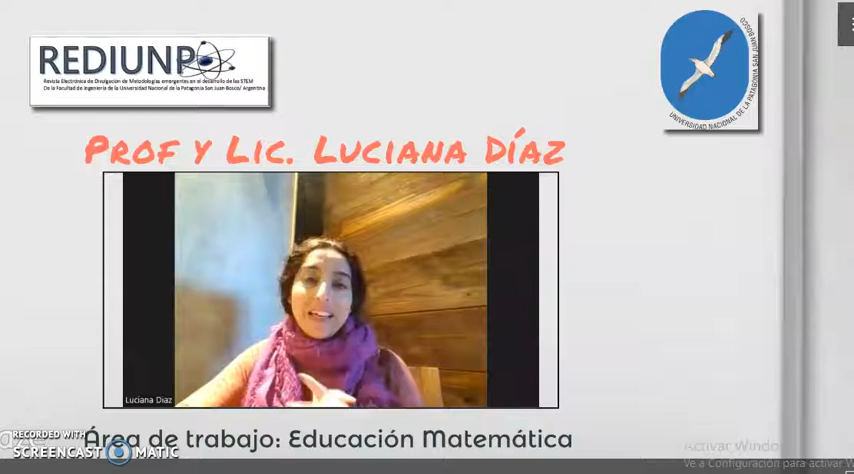 REDIUNP
Revista Electrónica de Divulgación de Metodologías emergentes en el desarrollo de las STEM
De la Facultad de Ingeniería de la Universidad Nacional de la Patagonia San Juan Bosco/ Argentina
UNIVERSIDAD NACIONAL DE LA PATAGONIA SAN JUAN BOSCO
Prof y Lic. Luciana Díaz
Luciana Diaz
Área de trabajo: Educación Matemática
RECORDED WITH
SCREENCAST MATIC
Activar Windo
Ve a Configuración para activar W